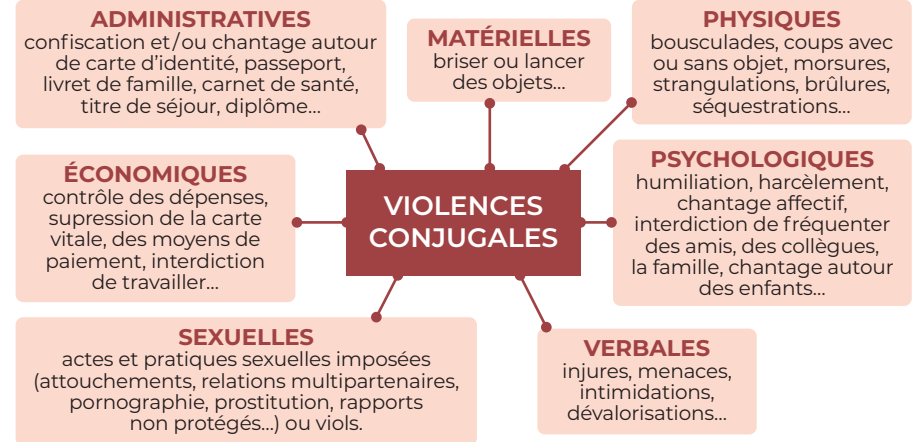 ADMINISTRATIVES
confiscation et/ou chantage autour
de carte d'identité, passeport,
livret de famille, carnet de santé,
titre de séjour, diplôme...
MATÉRIELLES
briser ou lancer
des objets...
PHYSIQUES
bousculades, coups avec
ou sans objet, morsures,
strangulations, brûlures,
séquestrations...
ÉCONOMIQUES
contrôle des dépenses,
supression de la carte
vitale, des moyens de
paiement, interdiction
de travailler...
VIOLENCES
CONJUGALES
PSYCHOLOGIQUES
humiliation, harcèlement,
chantage affectif,
interdiction de fréquenter
des amis, des collègues,
la famille, chantage autour
des enfants...
SEXUELLES
actes et pratiques sexuelles imposées
(attouchements, relations multipartenaires,
pornographie, prostitution, rapports
non protégés...) ou viols.
VERBALES
injures, menaces,
intimidations,
dévalorisations...